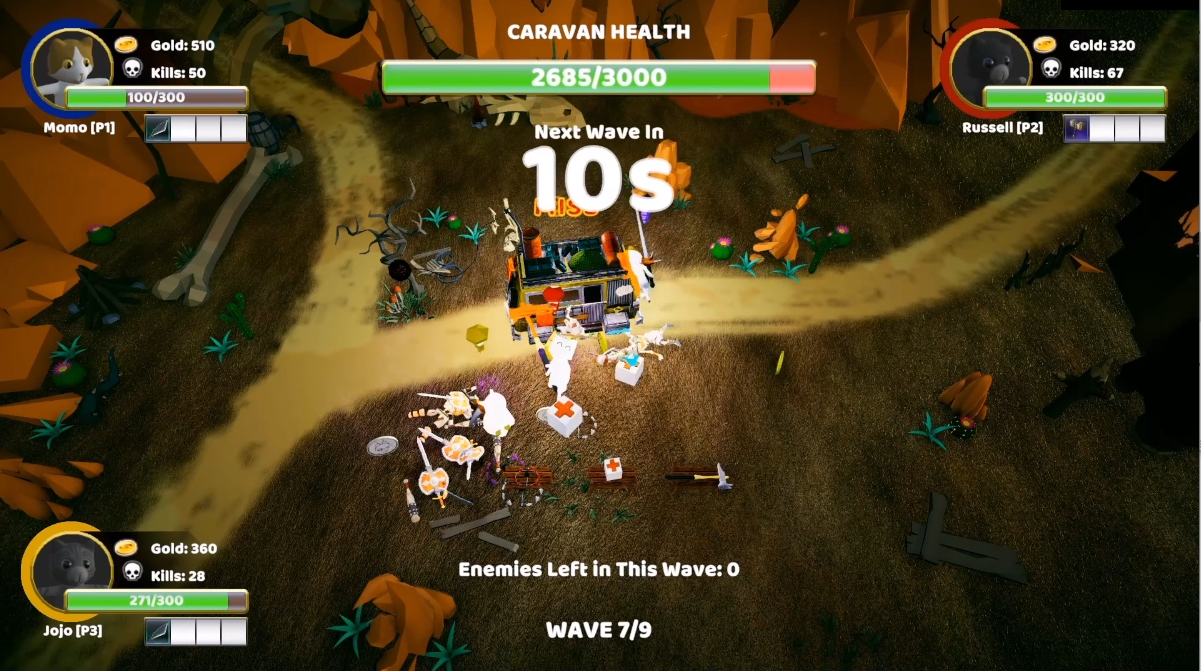 CARAVAN HEALTH
2685/3000
Gold: 510
Kills: 50
100/300
Momo [P1]
Gold: 320
Kills: 67
300/300
Russell [P2]
Next Wave In
10s
Gold: 360
Kills: 28
271/300
Jojo [P3]
Enemies Left in This Wave: 0
WAVE 7/9